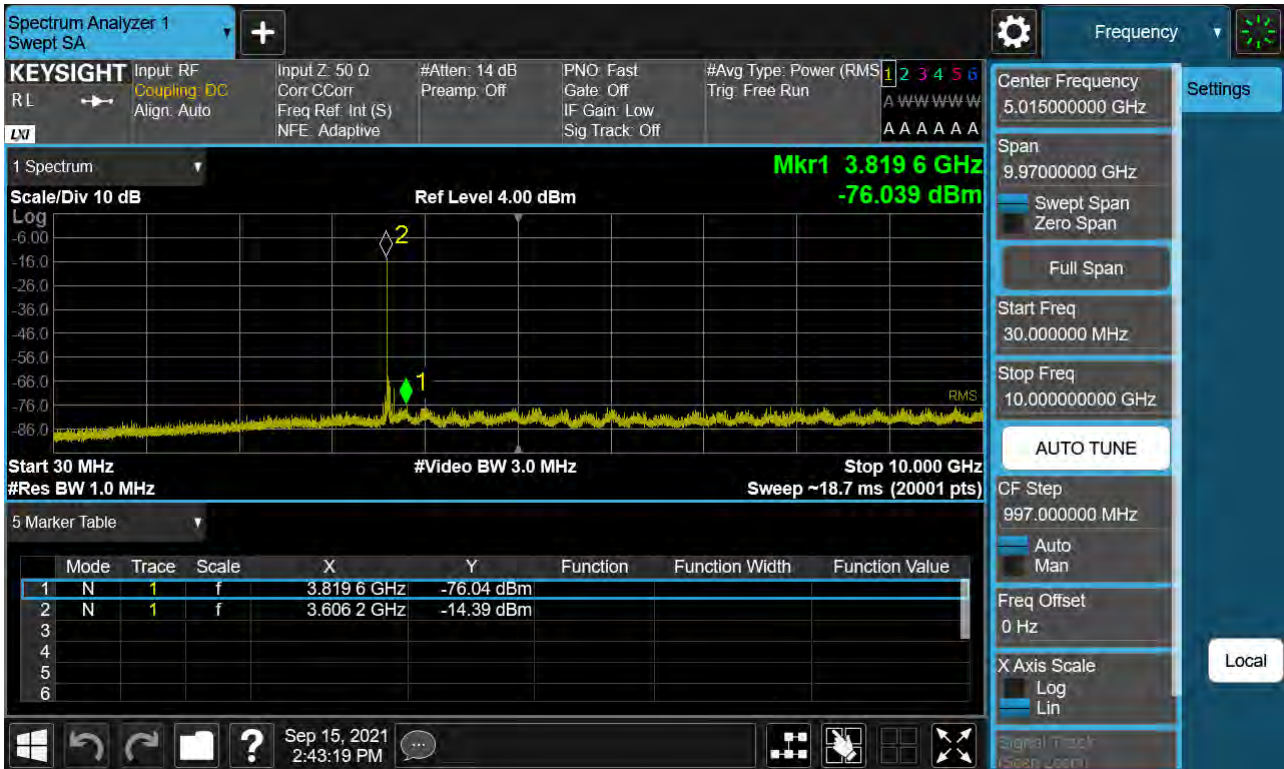 Spectrum Analyzer 1
Swept SA
+
Frequency
KEYSIGHT
RL
LXI
Input: RF
Coupling: DC
Align: Auto
Input Z: 50 Ω
Corr CCorr
Freq Ref: Int (S)
NFE: Adaptive
#Atten: 14 dB
Preamp: Off
PNO: Fast
Gate: Off
IF Gain: Low
Sig Track: Off
#Avg Type: Power (RMS
Trig: Free Run
1 2 3 4 5 6
A W W W W W
A A A A A A
1 Spectrum
Scale/Div 10 dB
Ref Level 4.00 dBm
Mkr1 3.819 6 GHz
-76.039 dBm
Log
-6.00
-16.0
-26.0
-36.0
-46.0
-56.0
-66.0
-76.0
-86.0
2
1
RMS
Start 30 MHz
#Video BW 3.0 MHz
Stop 10.000 GHz
#Res BW 1.0 MHz
Sweep ~18.7 ms (20001 pts)
5 Marker Table
Mode Trace Scale X Y Function Function Width Function Value
1 N 1 f 3.819 6 GHz -76.04 dBm
2 N 1 f 3.606 2 GHz -14.39 dBm
3
4
5
6
?
Sep 15, 2021
2:43:19 PM
Center Frequency
5.015000000 GHz
Settings
Span
9.97000000 GHz
Swept Span
Zero Span
Full Span
Start Freq
30.000000 MHz
Stop Freq
10.000000000 GHz
AUTO TUNE
CF Step
997.000000 MHz
Auto
Man
Freq Offset
0 Hz
X Axis Scale
Log
Lin
Local
Signal Track
(Span Zoom)